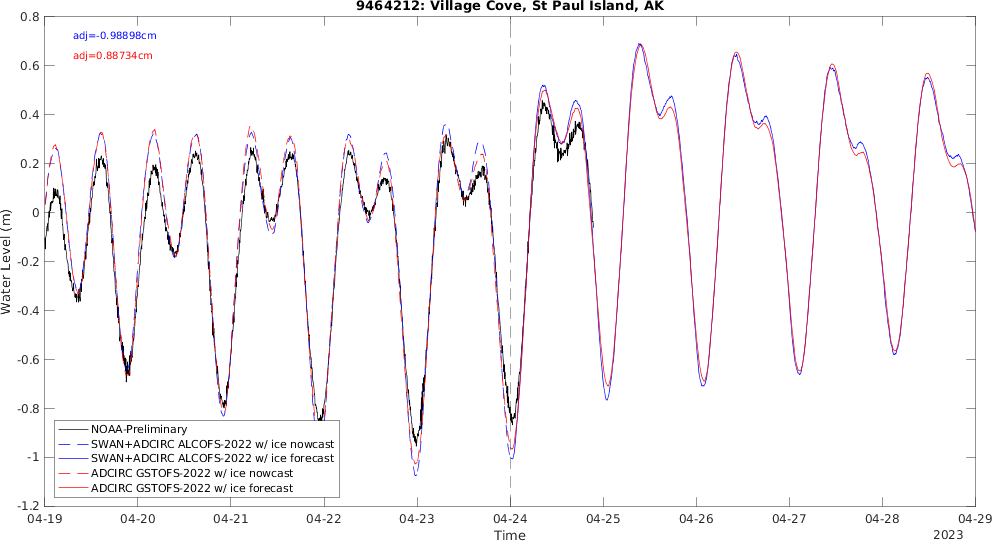 9464212: Village Cove, St Paul Island, AK
adj=-0.98898cm
adj=0.88734cm
Water Level (m)
0.8
0.6
0.4
0.2
0
-0.2
-0.4
-0.6
-0.8
-1
-1.2
NOAA-Preliminary
SWAN+ADCIRC ALCOFS-2022 w/ ice nowcast
SWAN+ADCIRC ALCOFS-2022 w/ ice forecast
ADCIRC GSTOFS-2022 w/ ice nowcast
ADCIRC GSTOFS-2022 w/ ice forecast
04-19 04-20 04-21 04-22 04-23 04-24 04-25 04-26 04-27 04-28 04-29
Time
2023